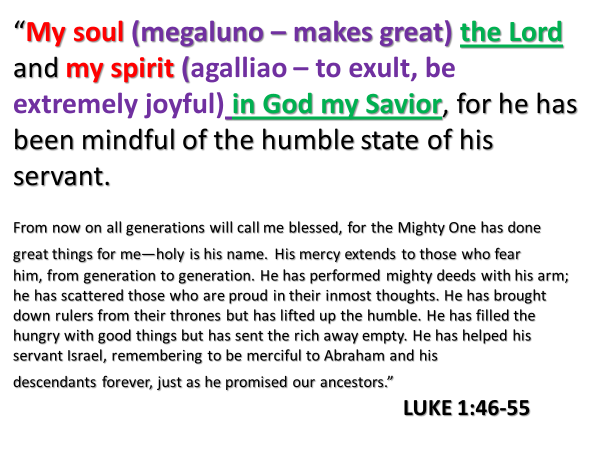 “My soul (megaluno – makes great) the Lord
and my spirit (agalliao – to exult, be
extremely joyful) in God my Savior, for he has
been mindful of the humble state of his
servant.
From now on all generations will call me blessed, for the Mighty One has done
great things for me—holy is his name. His mercy extends to those who fear
him, from generation to generation. He has performed mighty deeds with his arm;
he has scattered those who are proud in their inmost thoughts. He has brought
down rulers from their thrones but has lifted up the humble. He has filled the
hungry with good things but has sent the rich away empty. He has helped his
servant Israel, remembering to be merciful to Abraham and his
descendants forever, just as he promised our ancestors.”
LUKE 1:46-55